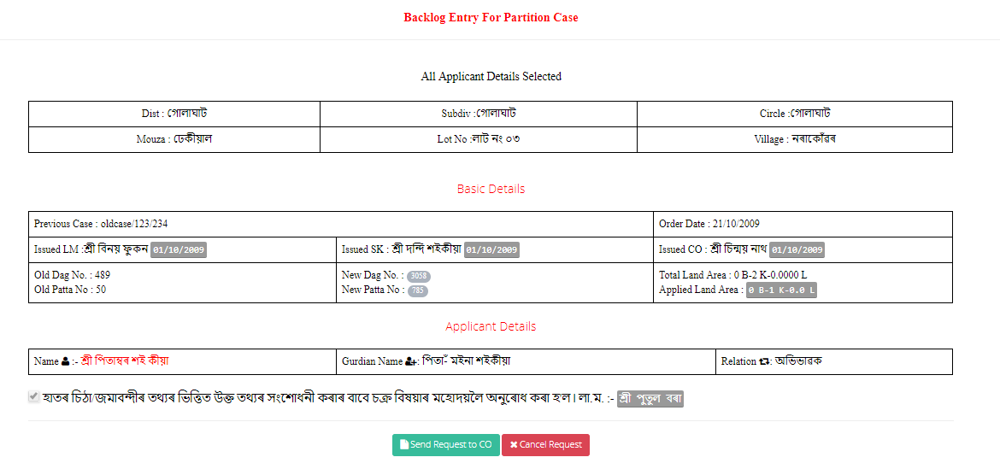 Backlog Entry For Partition Case
All Applicant Details Selected
Dist : গোলাঘাট Subdiv :গোলাঘাট Circle :গোলাঘাট
Mouza : ঢেকীয়াল Lot No :লাট নং ০৩ Village : নৰাকোঁৱৰ
Basic Details
Previous Case : oldcase/123/234 Order Date : 21/10/2009
Issued LM :শ্ৰী বিনয় ফুকন 01/10/2009 Issued SK : শ্ৰী দন্দি শইকীয়া 01/10/2009 Issued CO : শ্ৰী চিন্ময় নাথ 01/10/2009
Old Dag No. : 489 New Dag No. : 3058 Total Land Area : 0 B-2 K-0.0000 L
Old Patta No : 50 New Patta No : 785 Applied Land Area : 0 B-1 K-0.0 L
Applicant Details
Name :- শ্ৰী পিতাম্বৰ শই কীয়া Gurdian Name : পিতা-ঁ মইনা শইকীয়া Relation : অভিভাৱক
হাতৰ চিঠা/জমাবন্দীৰ তথ্যৰ ভিত্তিত উক্ত তথ্যৰ সংশোধনী কৰাৰ বাবে চক্ৰ বিষয়াৰ মহোদয়লৈ অনুৰোধ কৰা হ'ল। লা.ম. :- শ্ৰী পুতুল বৰা
Send Request to CO Cancel Request